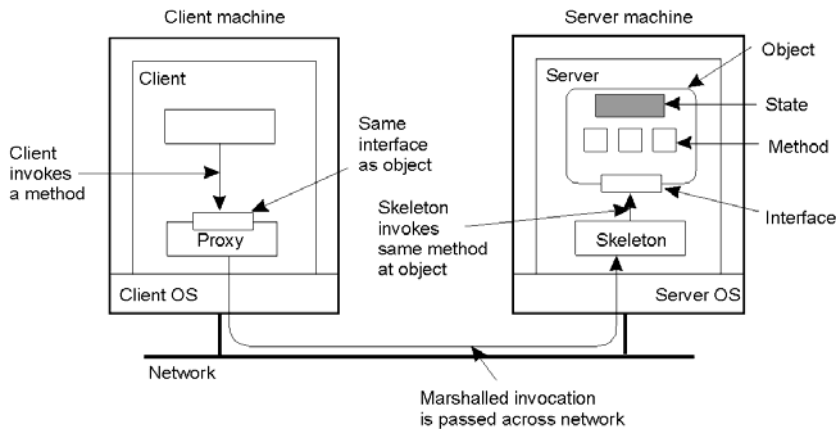 Client machine
Server machine
Client
Server
Object
State
Method
Interface
Client
invokes
a method
Same
interface
as object
Proxy
Skeleton
invokes
same method
at object
Skeleton
Client OS
Server OS
Network
Marshalled invocation
is passed across network